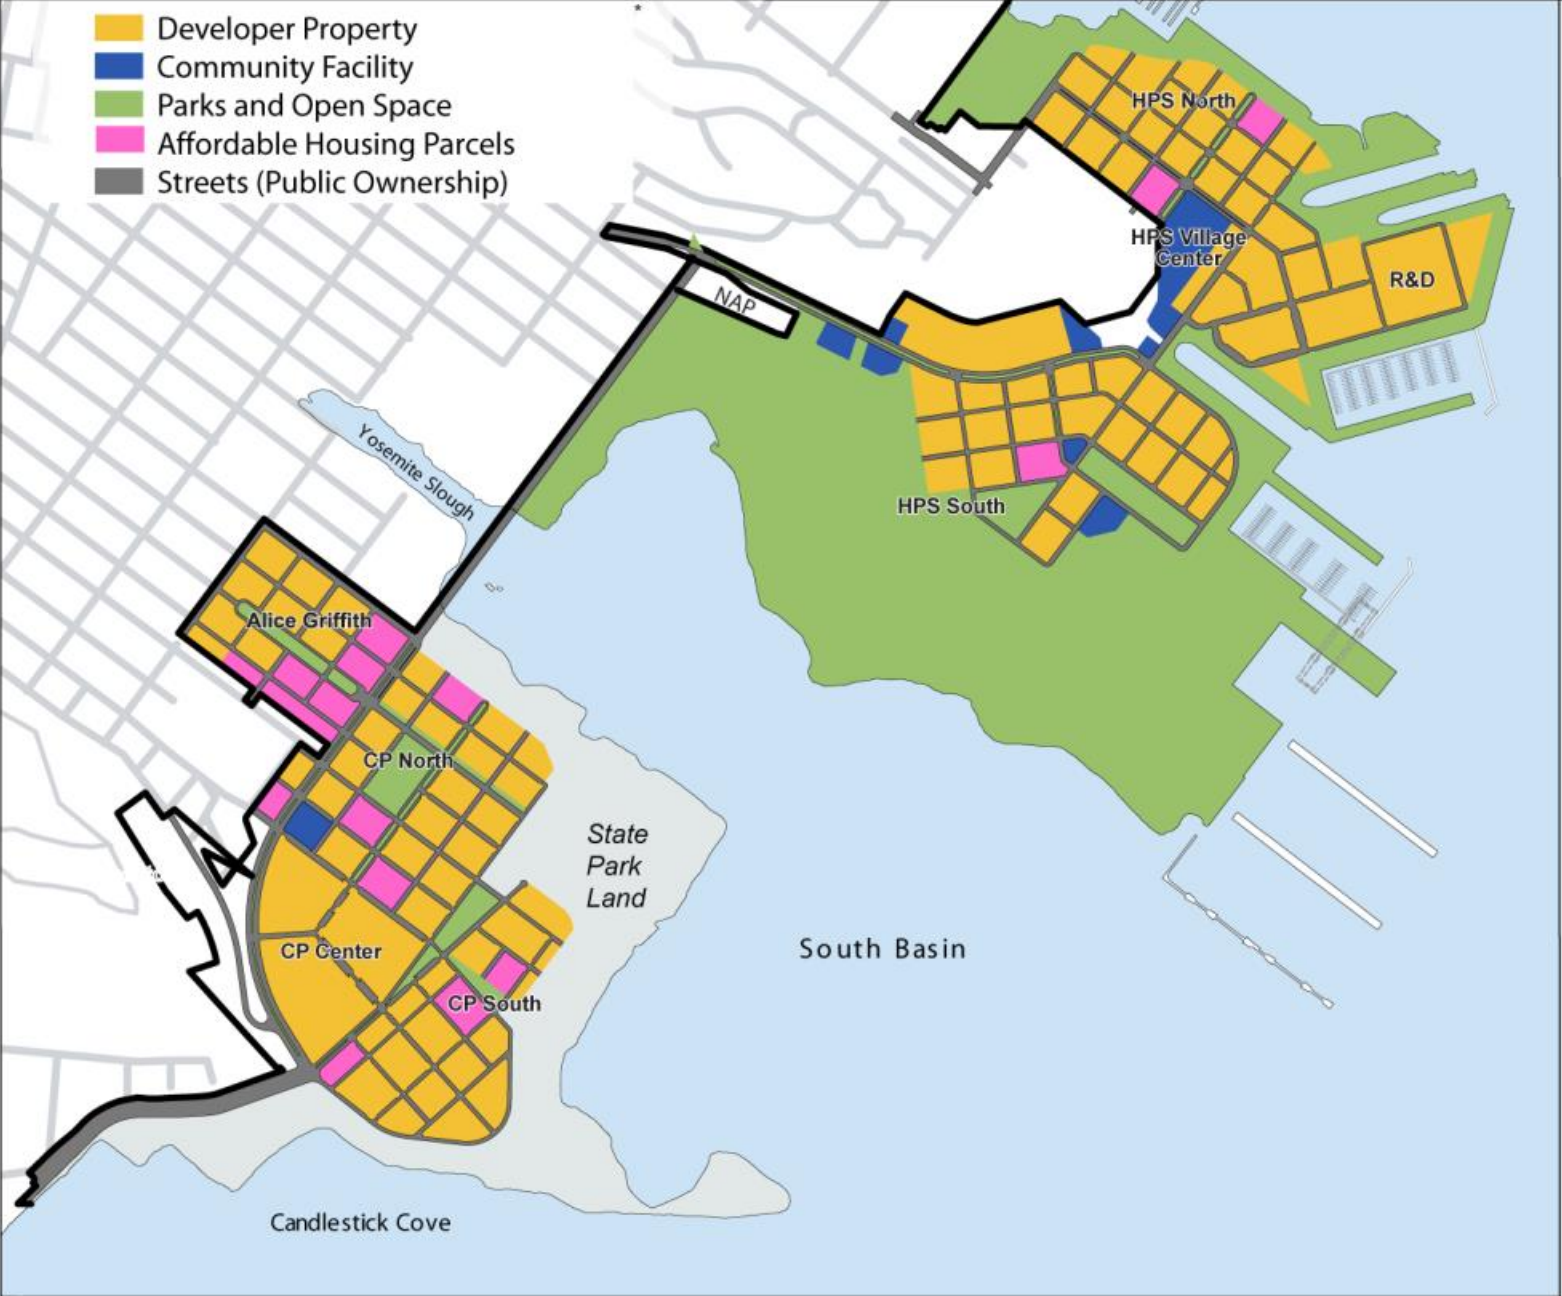 Developer Property
Community Facility
Parks and Open Space
Affordable Housing Parcels
Streets (Public Ownership)
*
HPS North
HPS Village
Center
R&D
NAP
Yosemite Slough
HPS South
Alice Griffith
CP North
State
Park
Land
CP Center
South Basin
CP South
Candlestick Cove